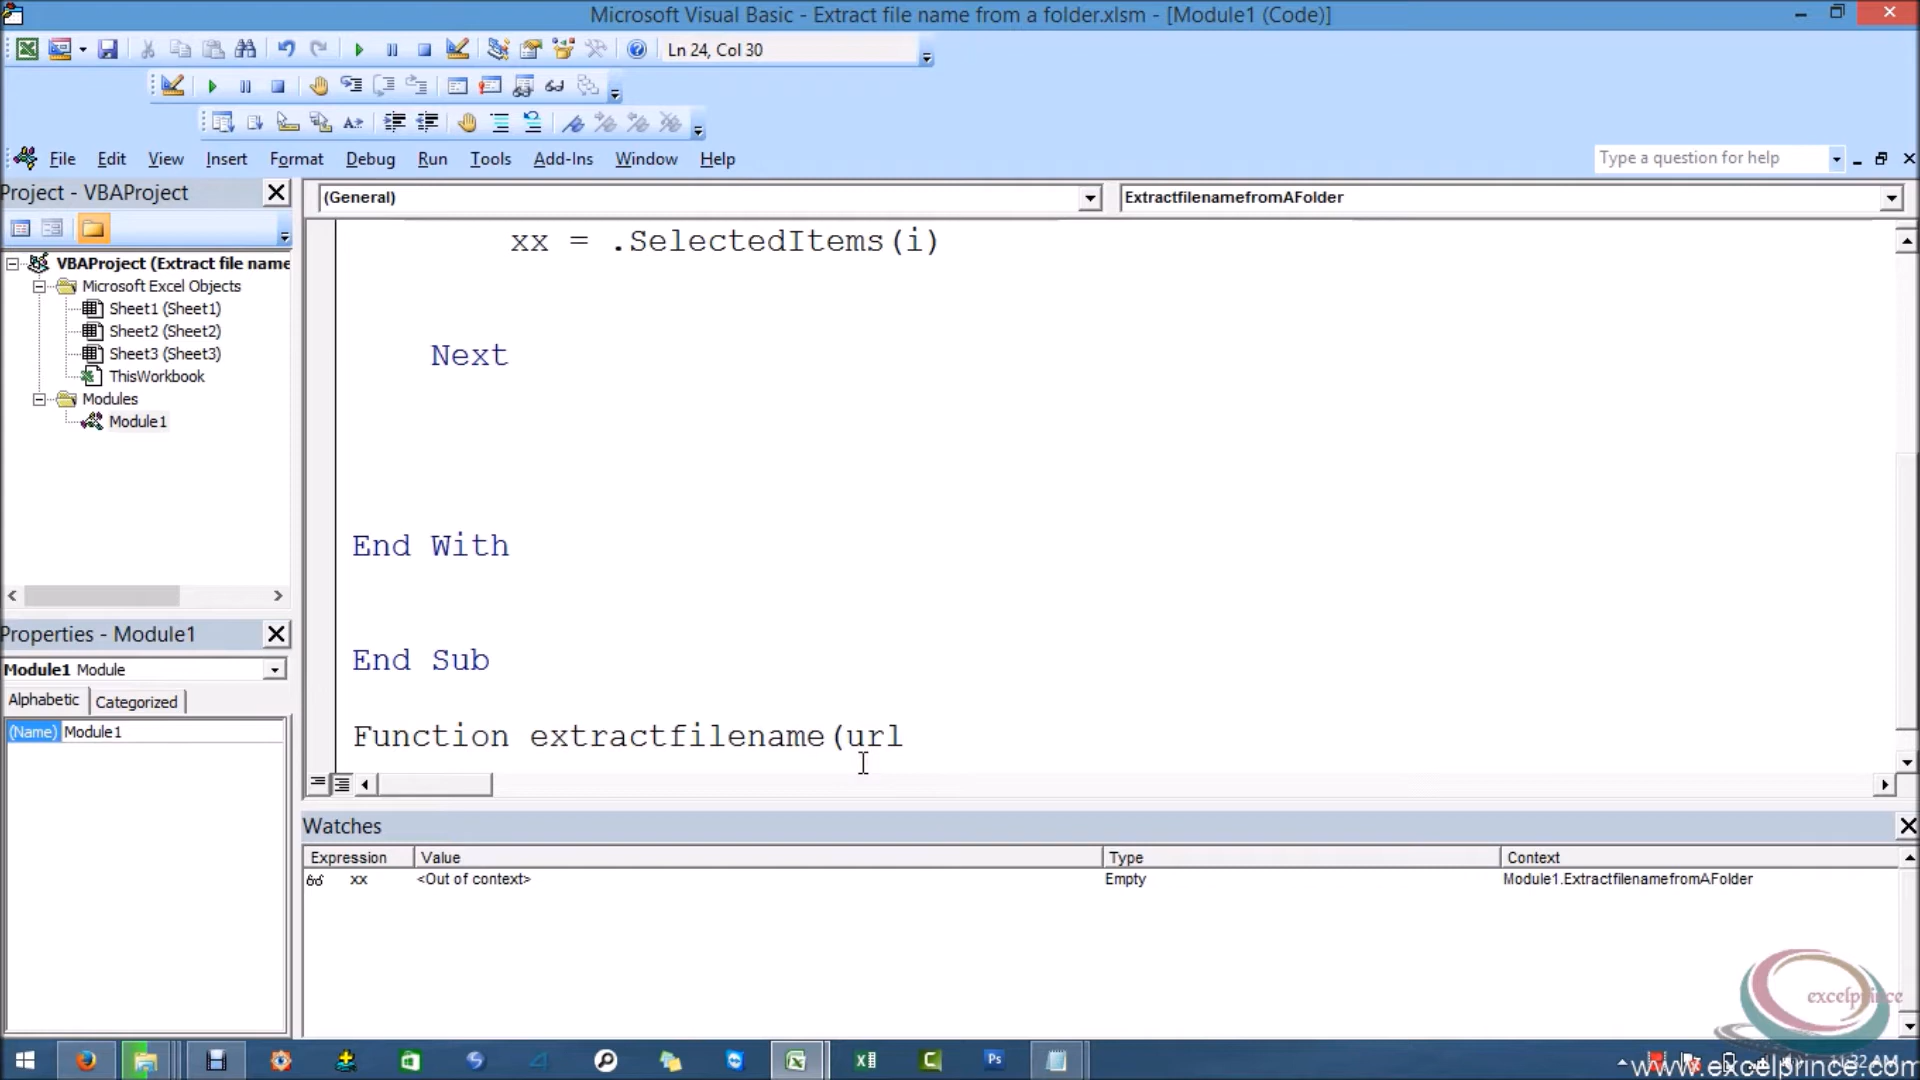 Microsoft Visual Basic - Extract file name from a folder.xlsm - [Module1 (Code)]
Ln 24, Col 30
File Edit View Insert Format Debug Run Tools Add-Ins Window Help
Type a question for help
Project - VBAProject
(General)
ExtractfilenamefromAFolder
VBAProject (Extract file name
Microsoft Excel Objects
Sheet1 (Sheet1)
Sheet2 (Sheet2)
Sheet3 (Sheet3)
ThisWorkbook
Modules
Module1
xx = .SelectedItems(i)
Next
End With
End Sub
Function extractfilename(url
Properties - Module1
Module1 Module
Alphabetic Categorized
(Name) Module1
Watches
Expression Value Type Context
xx <Out of context> Empty Module1.ExtractfilenamefromAFolder
excelprince
www.excelprince.com